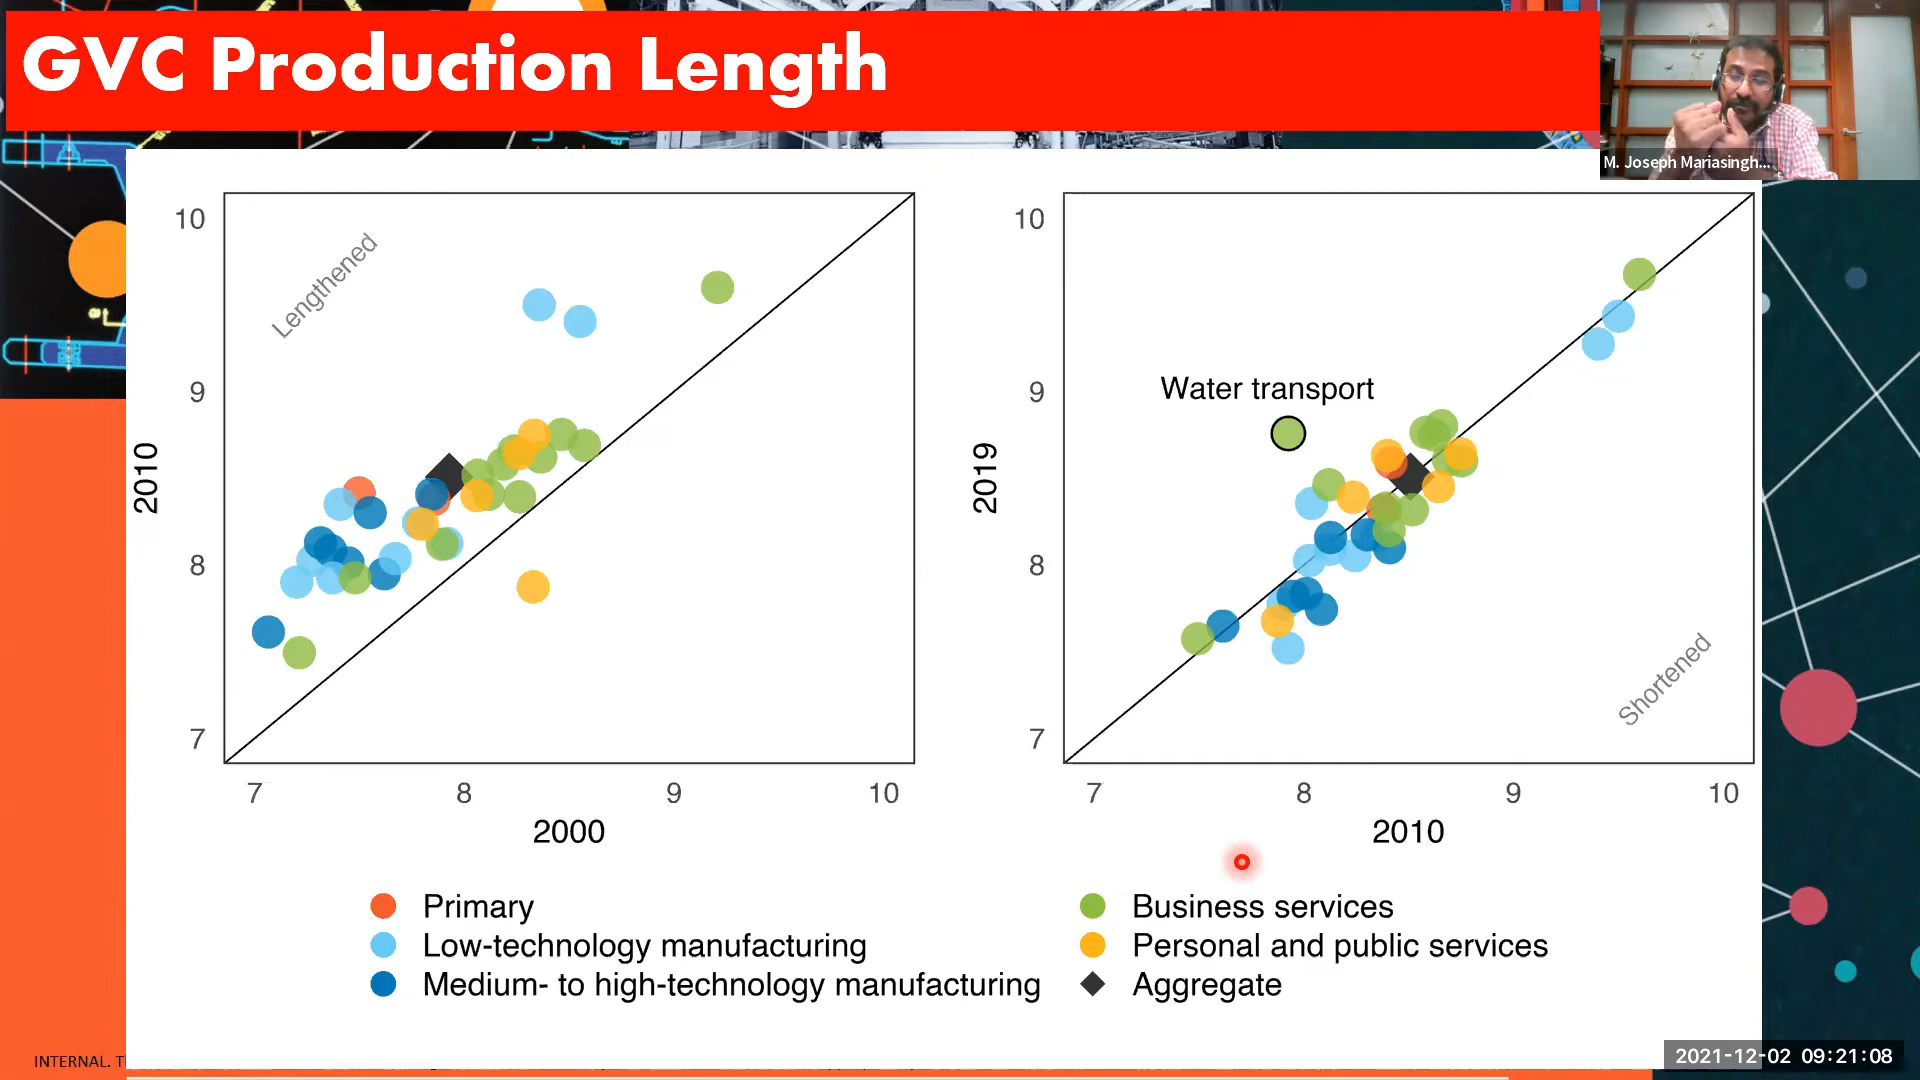 GVC Production Length
M. Joseph Mariasingh...
10
9
8
7
2010
Lengthened
7
8
9
10
2000
10
9
8
7
2019
Water transport
Shortened
7
8
9
10
2010
Primary
Low-technology manufacturing
Medium- to high-technology manufacturing
Business services
Personal and public services
Aggregate
INTERNAL.
2021-12-02 09:21:08